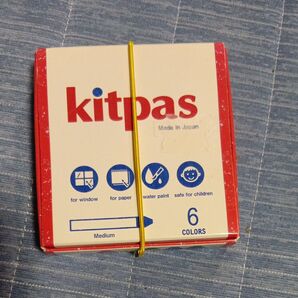 kitpas
Made in Japan
for window for paper water paint safe for children
Medium
6
COLORS